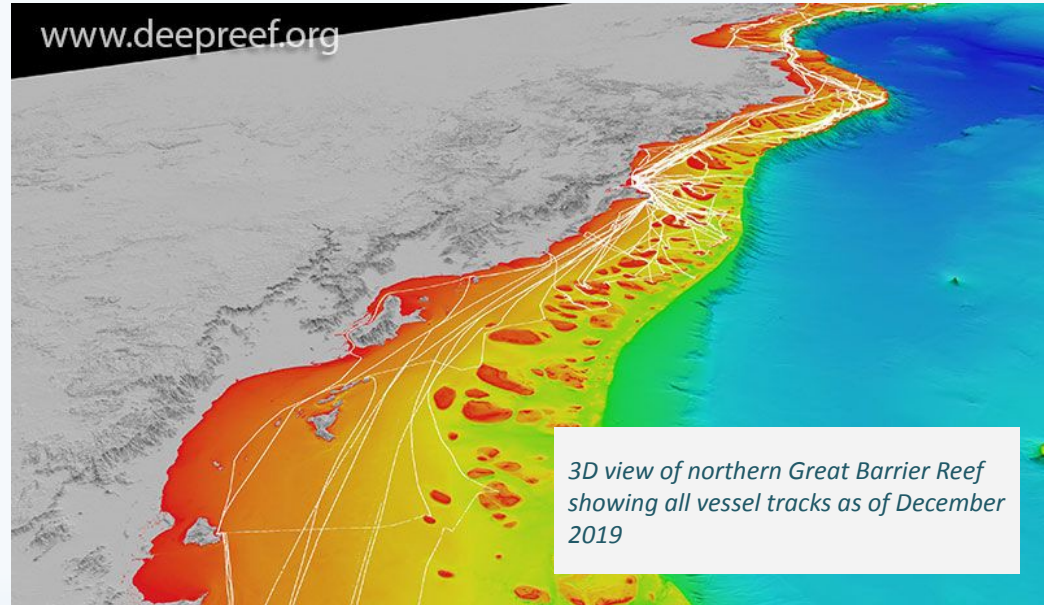 www.deepreef.org
3D view of northern Great Barrier Reef
showing all vessel tracks as of December
2019